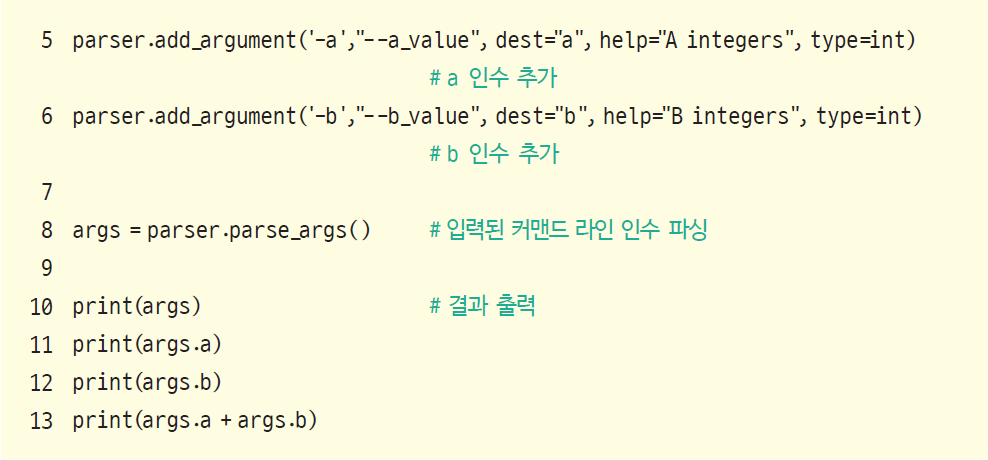 5 parser.add_argument('-a',"--a_value", dest="a", help="A integers", type=int)
# a 인수 추가
6 parser.add_argument('-b',"--b_value", dest="b", help="B integers", type=int)
# b 인수 추가
7
8 args = parser.parse_args() # 입력된 커맨드 라인 인수 파싱
9
10 print(args) # 결과 출력
11 print(args.a)
12 print(args.b)
13 print(args.a + args.b)